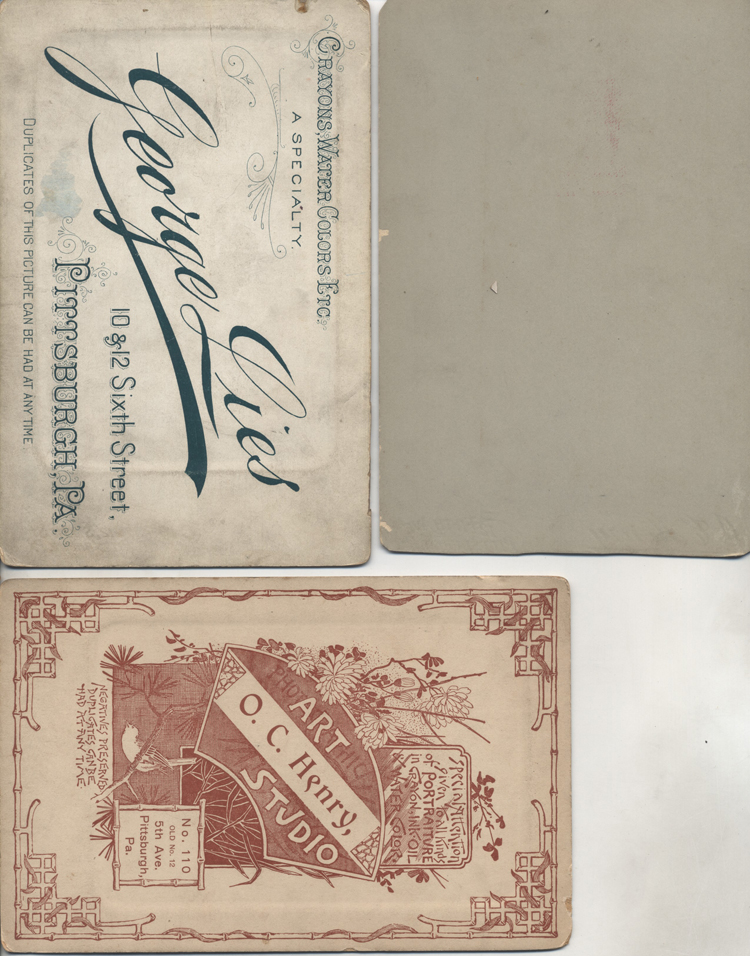 CRAYONS, WATER COLORS ETC.
A SPECIALTY.
George Lies
10 & 12 Sixth Street,
PITTSBURGH, PA.
DUPLICATES OF THIS PICTURE CAN BE HAD AT ANY TIME
Special Attention
given to all kinds
of PORTRAITURE
in CRAYON, INK, OIL
& WATER COLORS
PHOTO
ART
O. C. Henry,
STUDIO
No. 110
OLD No. 12
5th Ave.
Pittsburgh,
Pa.
NEGATIVES PRESERVED
DUPLICATES CAN BE
HAD AT ANY TIME